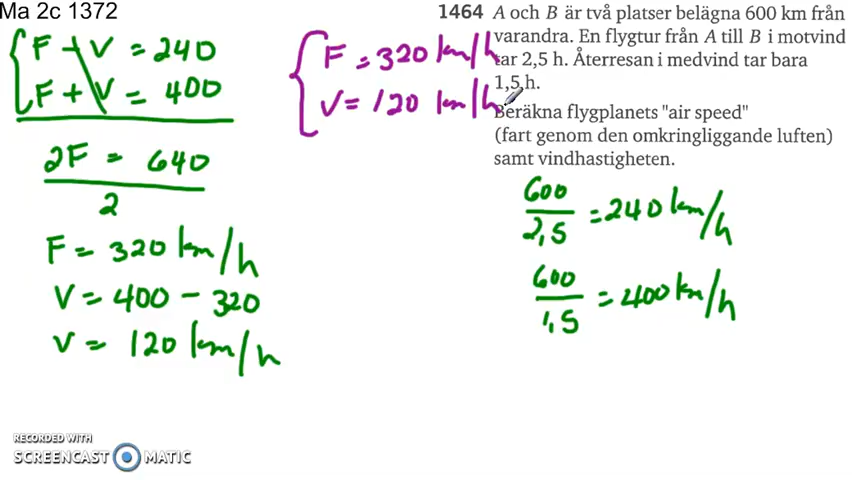 Ma 2c 1372
F + V = 240
F + V = 400
2F = 640
2
F = 320 km/h
V = 400 - 320
V = 120 km/h
F = 320 km/h
V = 120 km/h
1464 A och B är två platser belägna 600 km från
varandra. En flygtur från A till B i motvind
tar 2,5 h. Återresan i medvind tar bara
1,5 h.
Beräkna flygplanets "air speed"
(fart genom den omkringliggande luften)
samt vindhastigheten.
600
2,5
= 240 km/h
600
1,5
= 400 km/h
RECORDED WITH
SCREENCAST MATIC